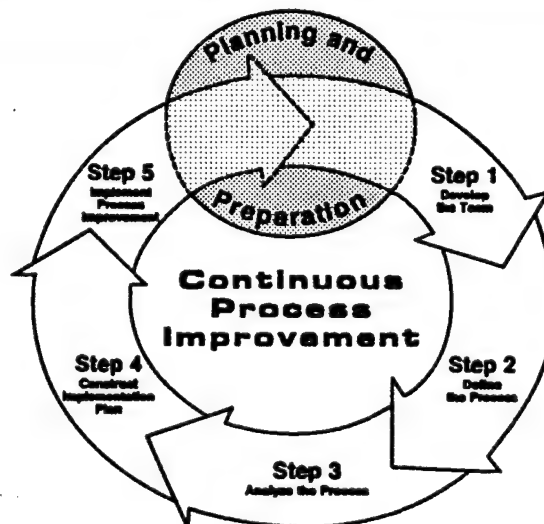 Planning and
Preparation
Step 1
Develop
the Team
Step 2
Define
the Process
Step 3
Analyze the Process
Step 4
Construct
Implementation
Plan
Step 5
Implement
Process
Improvement
Continuous
Process
Improvement